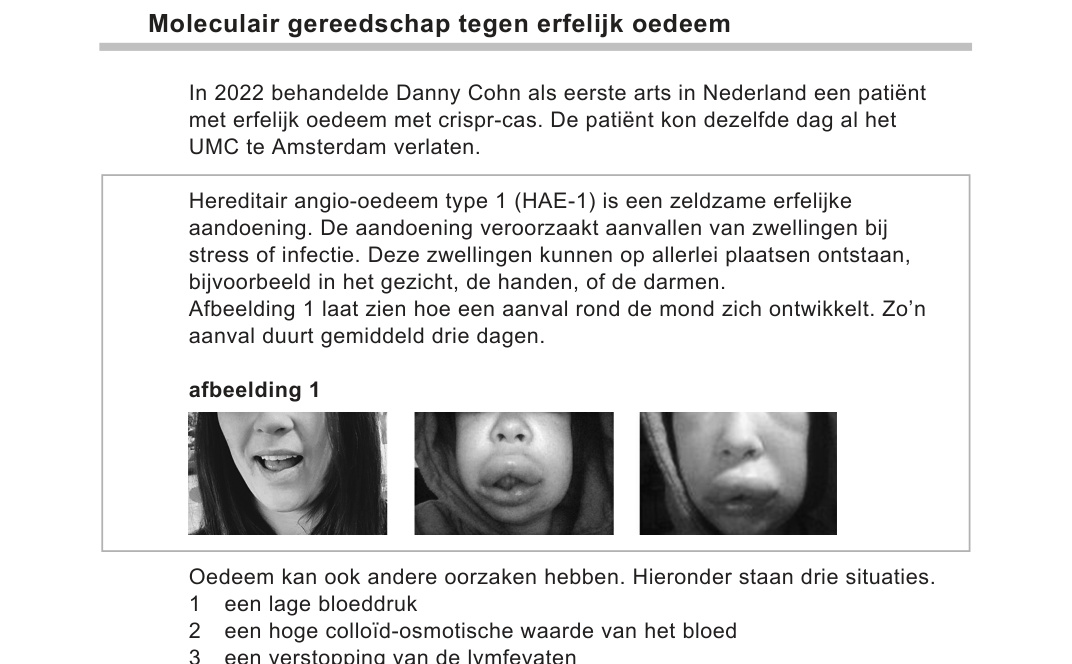 Moleculair gereedschap tegen erfelijk oedeem
In 2022 behandelde Danny Cohn als eerste arts in Nederland een patiënt
met erfelijk oedeem met crispr-cas. De patiënt kon dezelfde dag al het
UMC te Amsterdam verlaten.
Hereditair angio-oedeem type 1 (HAE-1) is een zeldzame erfelijke
aandoening. De aandoening veroorzaakt aanvallen van zwellingen bij
stress of infectie. Deze zwellingen kunnen op allerlei plaatsen ontstaan,
bijvoorbeeld in het gezicht, de handen, of de darmen.
Afbeelding 1 laat zien hoe een aanval rond de mond zich ontwikkelt. Zo’n
aanval duurt gemiddeld drie dagen.
afbeelding 1
Oedeem kan ook andere oorzaken hebben. Hieronder staan drie situaties.
1 een lage bloeddruk
2 een hoge colloïd-osmotische waarde van het bloed
3 een verstopping van de lymfevaten